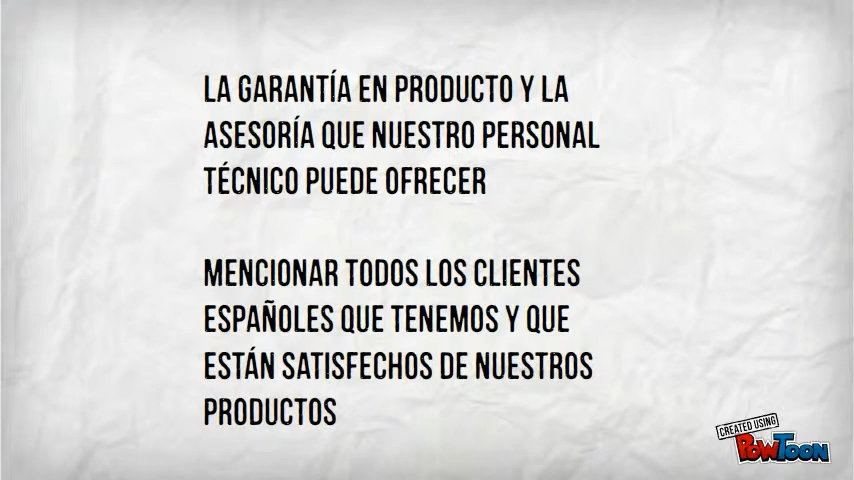 LA GARANTÍA EN PRODUCTO Y LA
ASESORÍA QUE NUESTRO PERSONAL
TÉCNICO PUEDE OFRECER
MENCIONAR TODOS LOS CLIENTES
ESPAÑOLES QUE TENEMOS Y QUE
ESTÁN SATISFECHOS DE NUESTROS
PRODUCTOS
CREATED USING
POWTOON